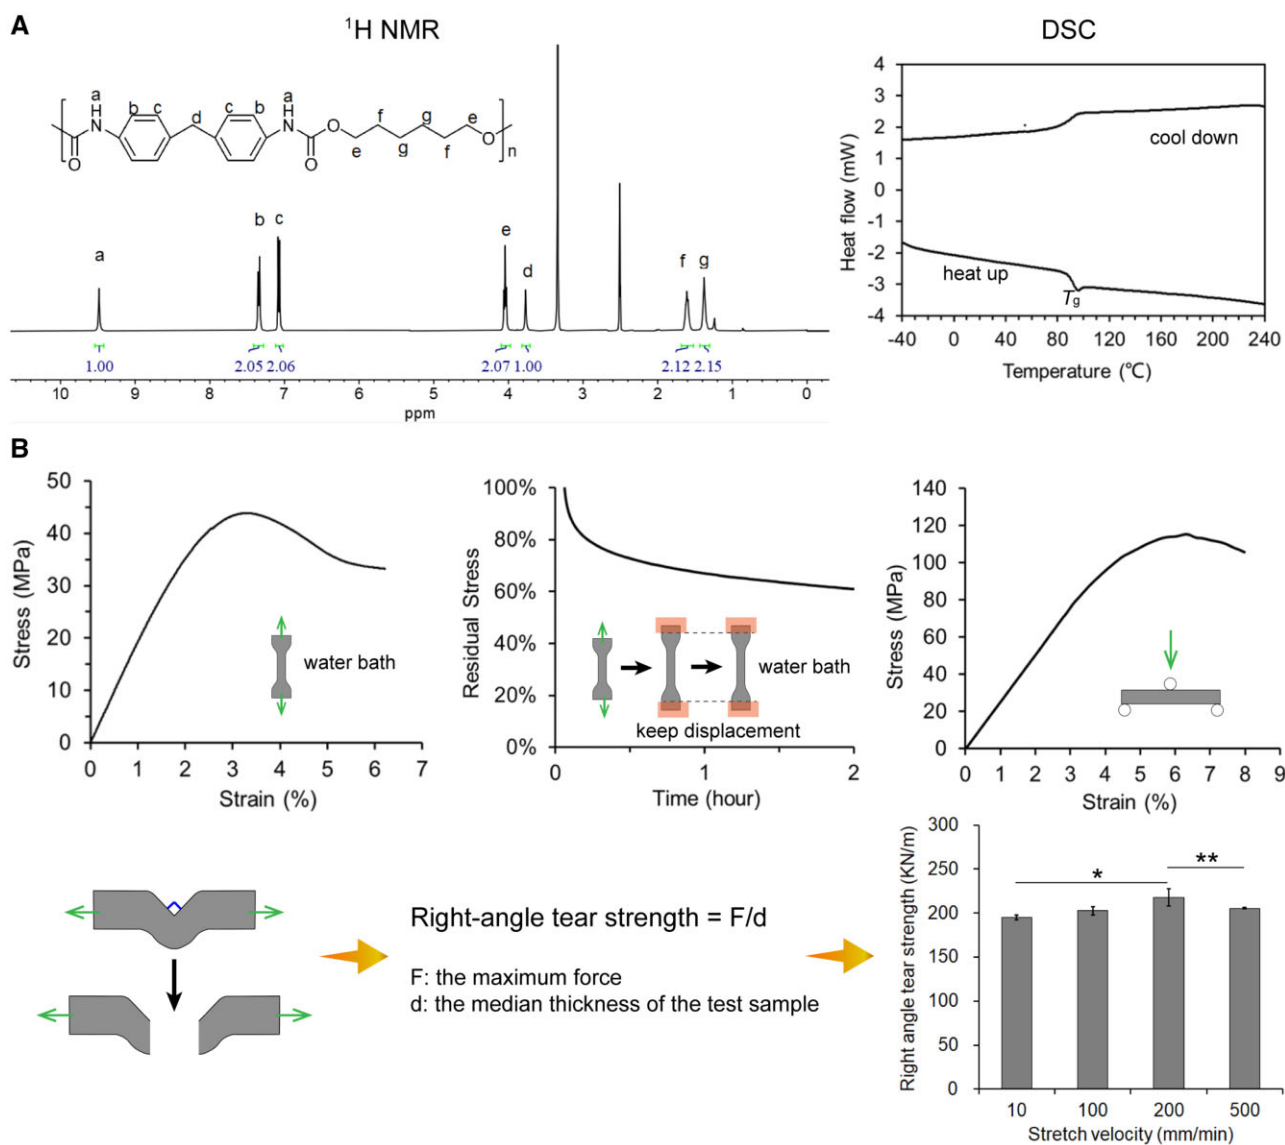 A
¹H NMR
DSC
a
H
N
b
c
d
c
b
a
H
N
O
O
O
e
f
g
g
f
e
O
n
a
b
c
e
d
f
g
1.00
2.05
2.06
2.07
1.00
2.12
2.15
10
9
8
7
6
5
4
3
2
1
0
ppm
Heat flow (mW)
4
3
2
1
0
-1
-2
-3
-4
cool down
heat up
Tg
-40
0
40
80
120
160
200
240
Temperature (℃)
B
Stress (MPa)
50
40
30
20
10
0
water bath
0
1
2
3
4
5
6
7
Strain (%)
Residual Stress
100%
80%
60%
40%
20%
0%
water bath
keep displacement
0
1
2
Time (hour)
Stress (MPa)
140
120
100
80
60
40
20
0
0
1
2
3
4
5
6
7
8
9
Strain (%)
Right-angle tear strength = F/d
F: the maximum force
d: the median thickness of the test sample
Right angle tear strength (KN/m)
300
250
200
150
100
50
0
*
**
10
100
200
500
Stretch velocity (mm/min)